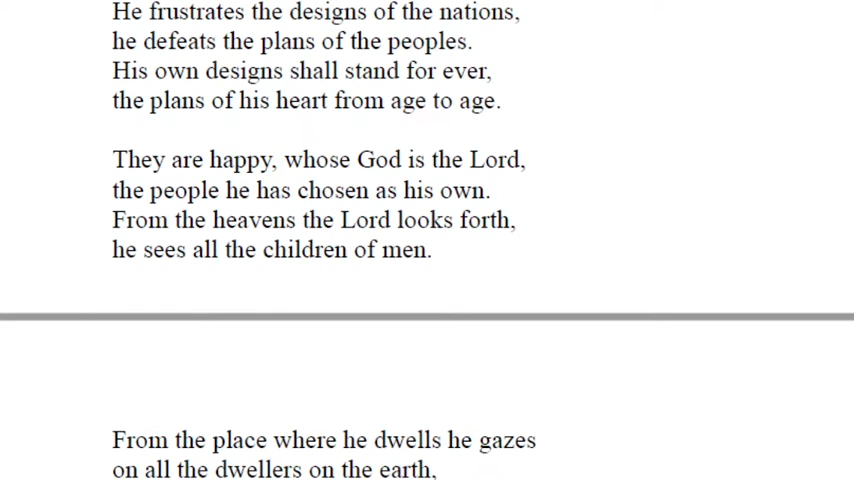 He frustrates the designs of the nations,
he defeats the plans of the peoples.
His own designs shall stand for ever,
the plans of his heart from age to age.
They are happy, whose God is the Lord,
the people he has chosen as his own.
From the heavens the Lord looks forth,
he sees all the children of men.
From the place where he dwells he gazes
on all the dwellers on the earth,